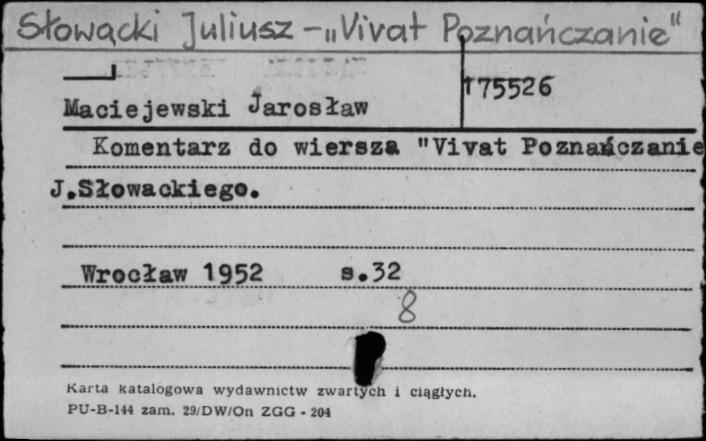 Słowacki Juliusz - „Vivat Poznańczanie"
175526
Maciejewski Jarosław
Komentarz do wiersza "Vivat Poznańczanie
J.Słowackiego.
Wrocław 1952 s.32
8
Karta katalogowa wydawnictw zwartych i ciągłych.
PU-B-144 zam. 29/DW/On ZGG - 204